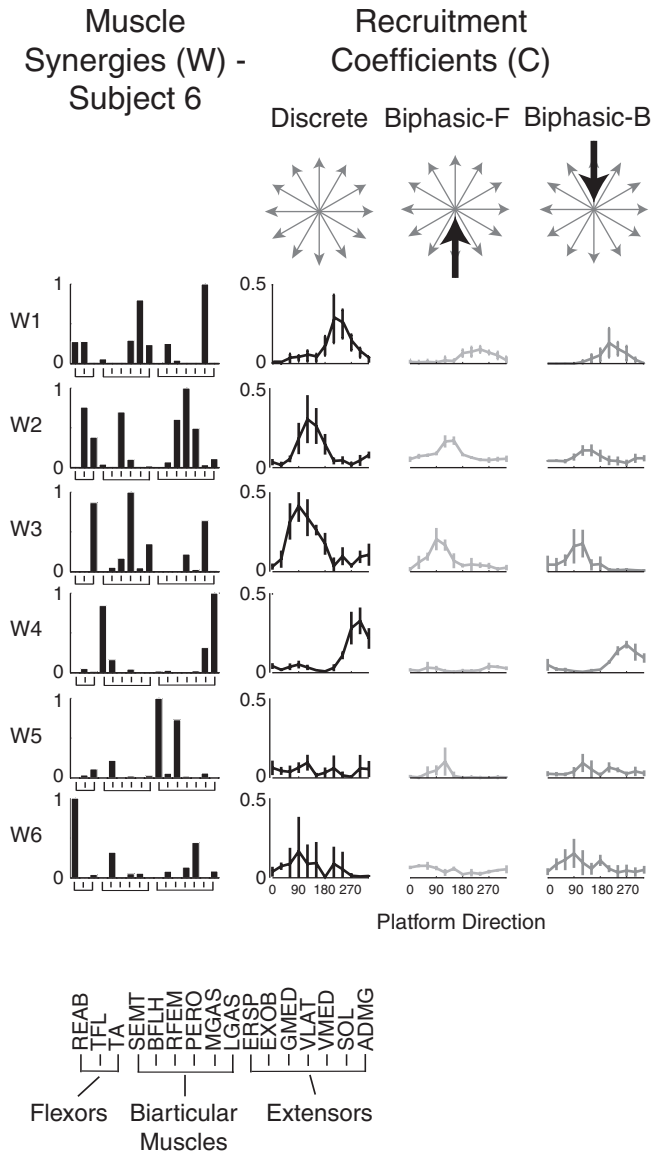 Muscle
Synergies (W) -
Subject 6
Recruitment
Coefficients (C)
Discrete
Biphasic-F
Biphasic-B
W1
1
0
0.5
0
W2
1
0
0.5
0
W3
1
0
0.5
0
W4
1
0
0.5
0
W5
1
0
0.5
0
W6
1
0
0.5
0
0 90 180 270
0 90 180 270
0 90 180 270
Platform Direction
REAB
TFL
TA
SEMT
BFLH
RFEM
PERO
MGAS
LGAS
ERSP
EXOB
GMED
VLAT
VMED
SOL
ADMG
Flexors
Biarticular
Muscles
Extensors